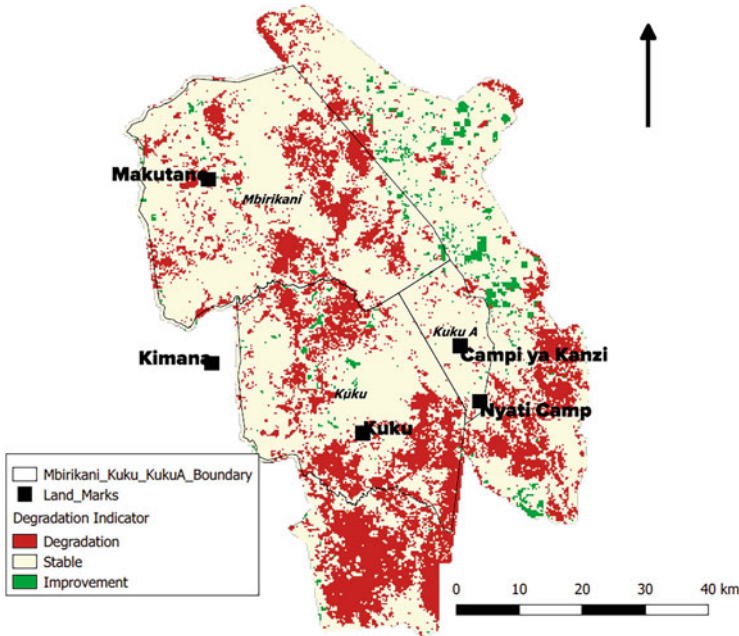 Makutano
Mbirikani
Kuku A
Campi ya Kanzi
Kimana
Kuku
Nyati Camp
Kuku
Mbirikani_Kuku_KukuA_Boundary
Land_Marks
Degradation Indicator
Degradation
Stable
Improvement
0 10 20 30 40 km